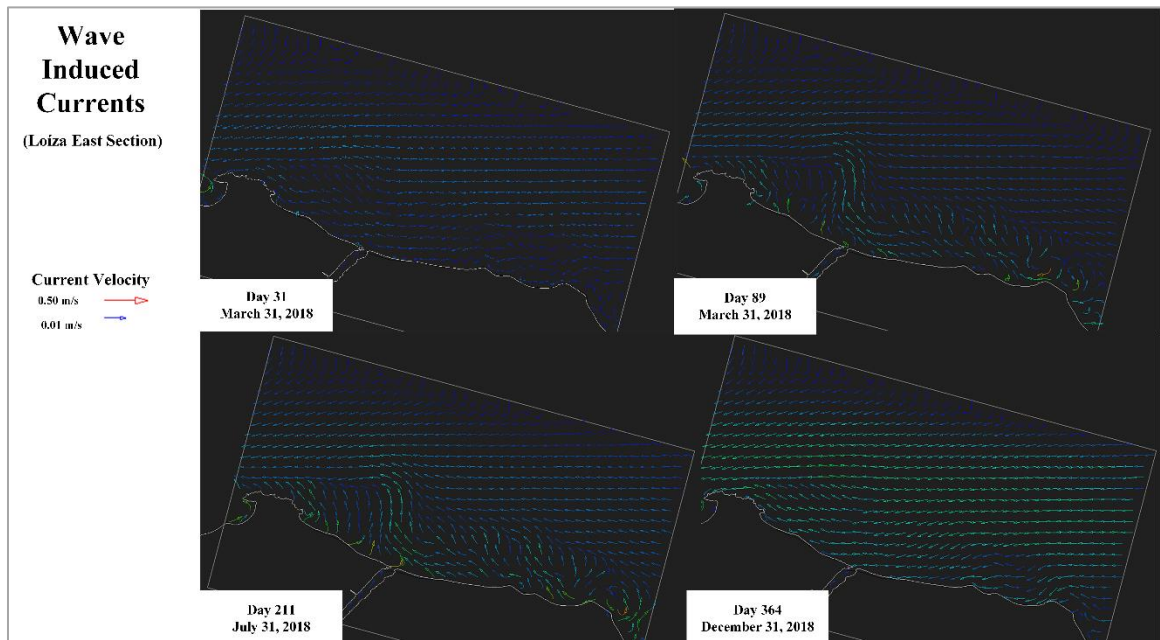 Wave
Induced
Currents
(Loíza East Section)
Current Velocity
0.50 m/s
0.01 m/s
Day 31
March 31, 2018
Day 89
March 31, 2018
Day 211
July 31, 2018
Day 364
December 31, 2018